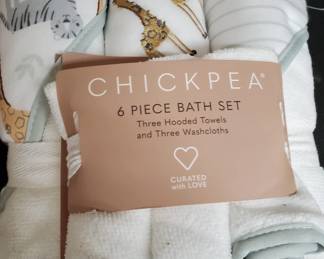 CHICKPEA®
6 PIECE BATH SET
Three Hooded Towels
and Three Washcloths
CURATED
with LOVE